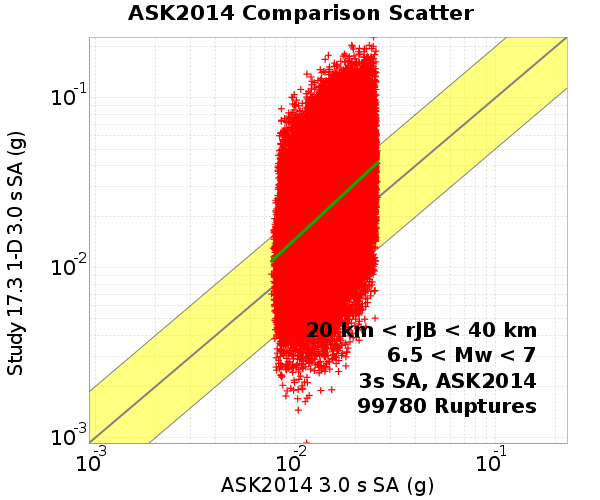 ASK2014 Comparison Scatter
Study 17.3 1-D 3.0 s SA (g)
10-1
10-2
10-3
20 km < rJB < 40 km
6.5 < Mw < 7
3s SA, ASK2014
99780 Ruptures
10-3 10-2 10-1
ASK2014 3.0 s SA (g)